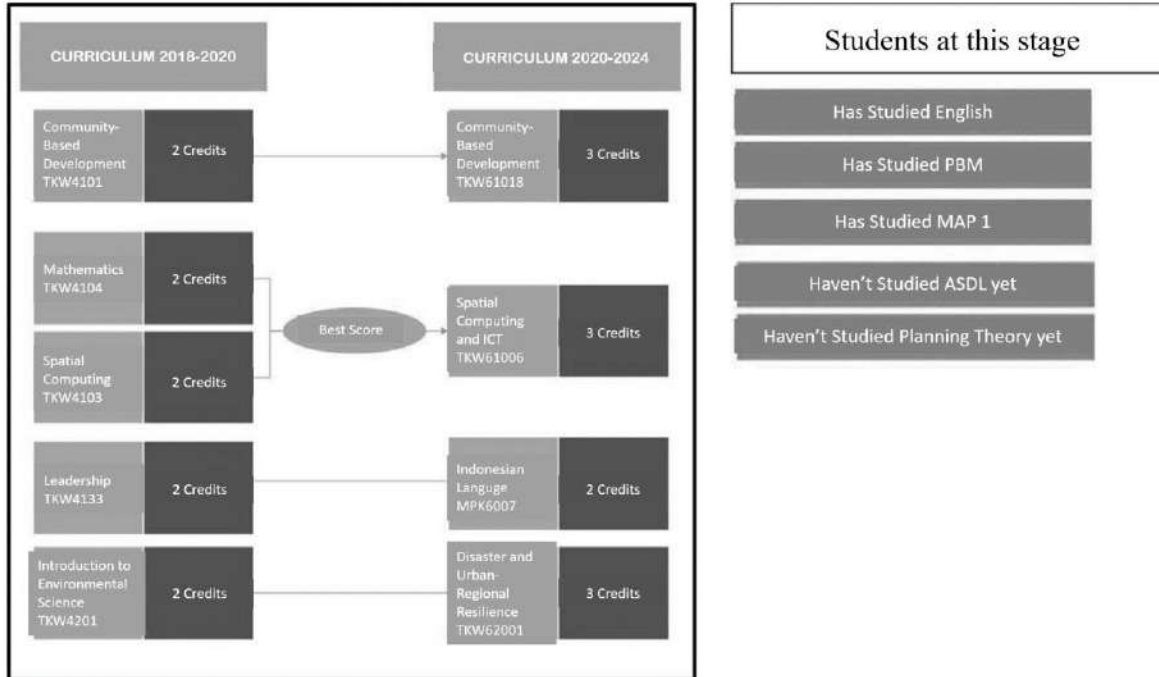 CURRICULUM 2018-2020
CURRICULUM 2020-2024
Community-
Based
Development
TKW4101
2 Credits
Community-
Based
Development
TKW61018
3 Credits
Mathematics
TKW4104
2 Credits
Spatial
Computing
TKW4103
2 Credits
Best Score
Spatial
Computing
and ICT
TKW61006
3 Credits
Leadership
TKW4133
2 Credits
Indonesian
Languge
MPK6007
2 Credits
Introduction to
Environmental
Science
TKW4201
2 Credits
Disaster and
Urban-
Regional
Resilience
TKW62001
3 Credits
Students at this stage
Has Studied English
Has Studied PBM
Has Studied MAP 1
Haven't Studied ASDL yet
Haven't Studied Planning Theory yet